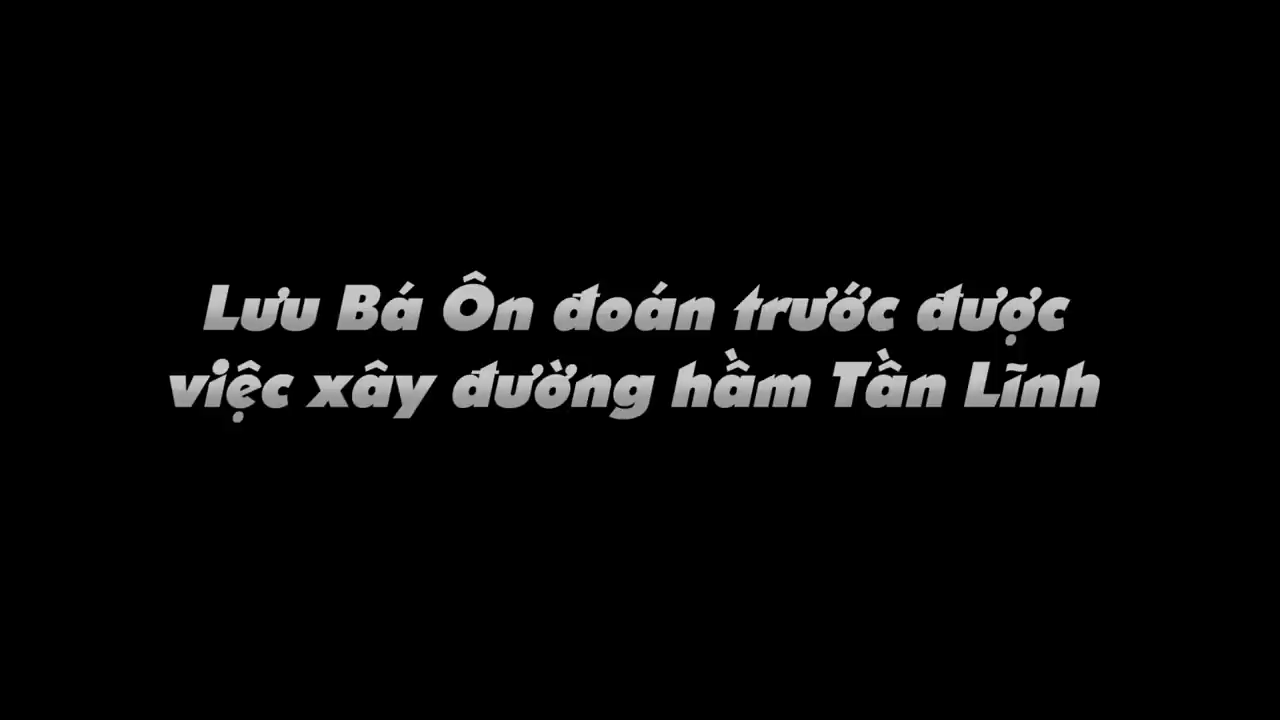 Lưu Bá Ôn đoán trước được
việc xây đường hầm Tần Lĩnh